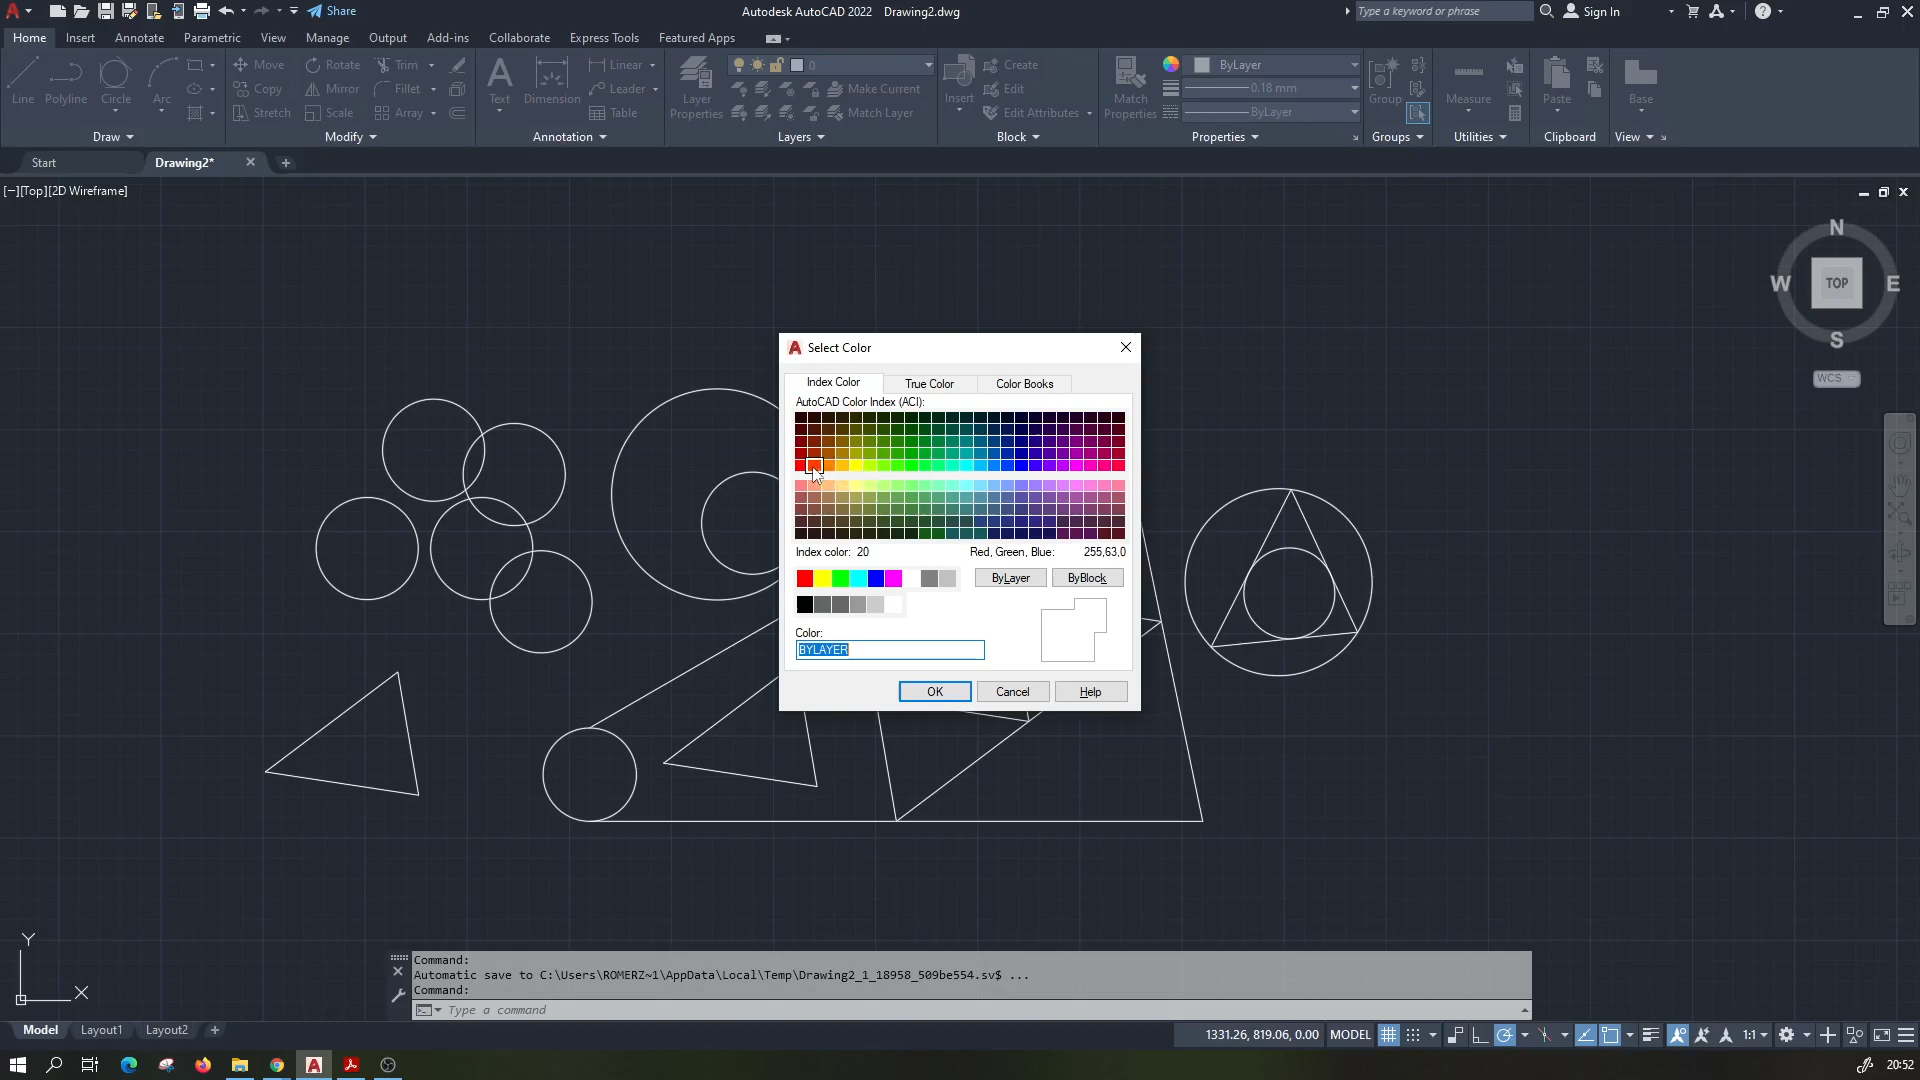 Share
Autodesk AutoCAD 2022 Drawing2.dwg
Type a keyword or phrase
Sign In
Home Insert Annotate Parametric View Manage Output Add-ins Collaborate Express Tools Featured Apps
Line Polyline Circle Arc
Move Rotate Trim
Copy Mirror Fillet
Stretch Scale Array
Text Dimension
Linear
Leader
Table
Layer Properties
0
Make Current
Match Layer
Insert
Create
Edit
Edit Attributes
Match Properties
ByLayer
0.18 mm
ByLayer
Group
Measure
Paste
Base
Draw Modify Annotation Layers Block Properties Groups Utilities Clipboard View
Start Drawing2*
[−][Top][2D Wireframe]
N
W TOP E
S
WCS
Select Color
Index Color True Color Color Books
AutoCAD Color Index (ACI):
Index color: 20 Red, Green, Blue: 255,63,0
ByLayer ByBlock
Color:
BYLAYER
OK Cancel Help
Y
X
Command:
Automatic save to C:\Users\ROMERZ~1\AppData\Local\Temp\Drawing2_1_18958_509be554.sv$ ...
Command:
Type a command
Model Layout1 Layout2
1331.26, 819.06, 0.00 MODEL 1:1
20:52